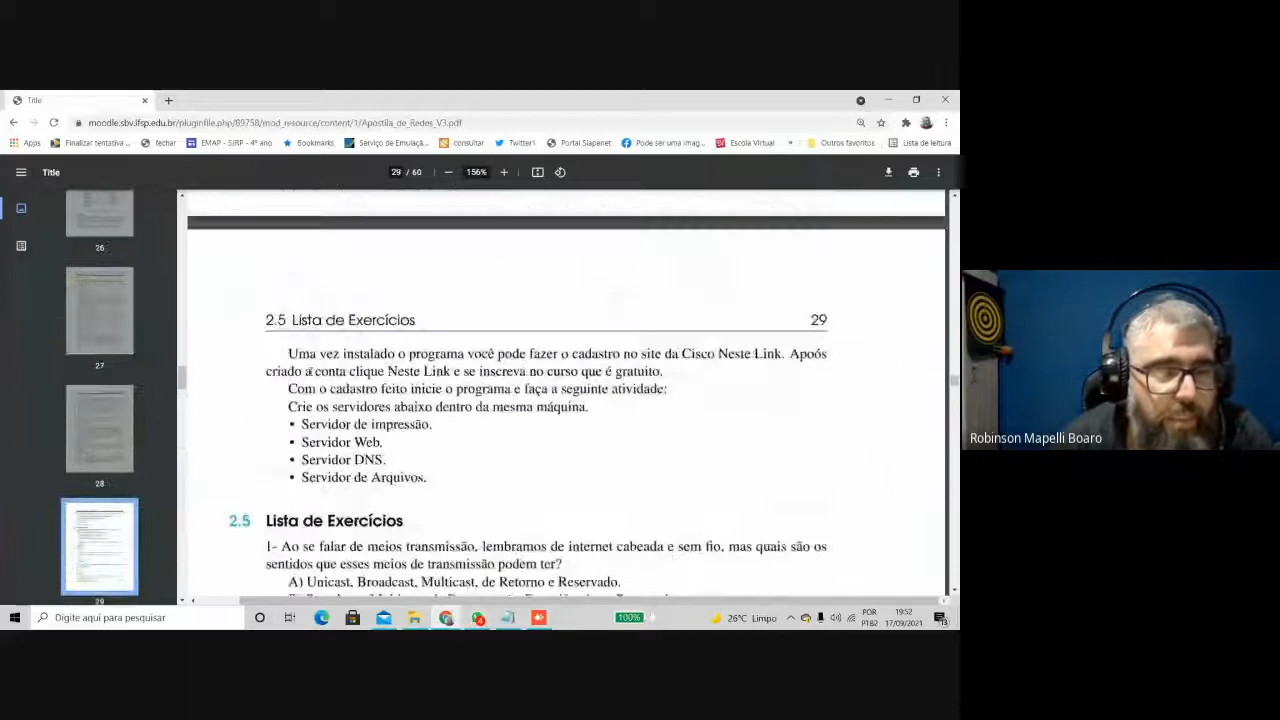 Title
moodle.sbv.ifsp.edu.br/pluginfile.php/89758/mod_resource/content/1/Apostila_de_Redes_V3.pdf
Apps Finalizar tentativa ... fechar EMAP - SJRP - 4º ano Bookmarks Serviço de Emulaç... consultar Twitter1 Portal Siapenet Pode ser uma imag... Escola Virtual » Outros favoritos Lista de leitura
Title 29 / 60 156%
26
27
28
29
2.5 Lista de Exercícios 29
Uma vez instalado o programa você pode fazer o cadastro no site da Cisco Neste Link. Apoós
criado a conta clique Neste Link e se inscreva no curso que é gratuito.
Com o cadastro feito inicie o programa e faça a seguinte atividade:
Crie os servidores abaixo dentro da mesma máquina.
• Servidor de impressão.
• Servidor Web.
• Servidor DNS.
• Servidor de Arquivos.
2.5 Lista de Exercícios
1- Ao se falar de meios transmissão, lembramos de internet cabeada e sem fio, mas quais são os
sentidos que esses meios de transmissão podem ter?
A) Unicast, Broadcast, Multicast, de Retorno e Reservado.
Robinson Mapelli Boaro
Digite aqui para pesquisar
100%
26°C Limpo
POR
PTB2
19:52
17/09/2021